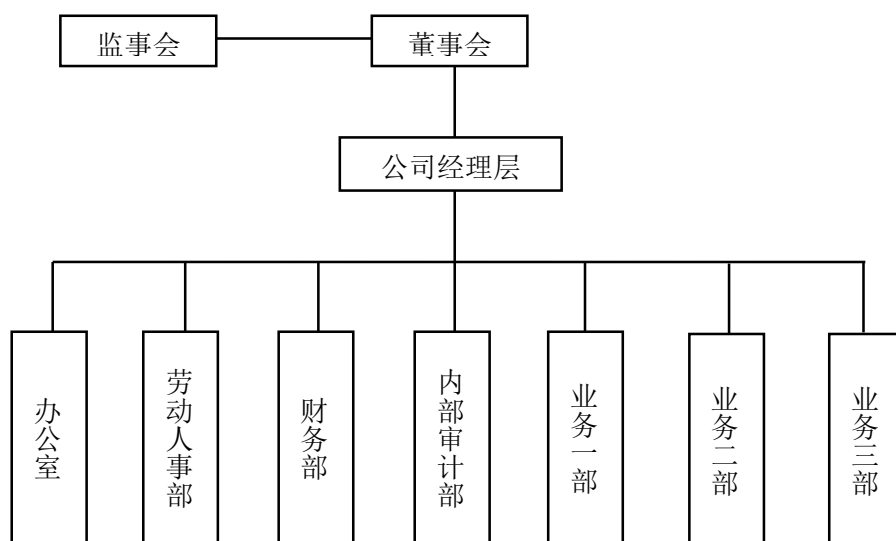 监事会
董事会
公司经理层
办公室
劳动人事部
财务部
内部审计部
业务一部
业务二部
业务三部